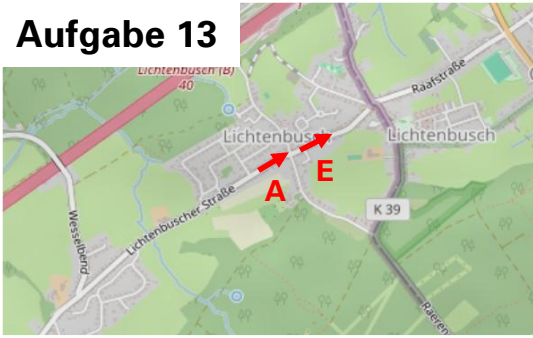 Aufgabe 13
Lichtenbusch (B)
40
Raafstraße
Lichtenbusch
Lichtenbusch
E
A
K 39
Lichtenbuscher Straße
Wesselbend
Raeren